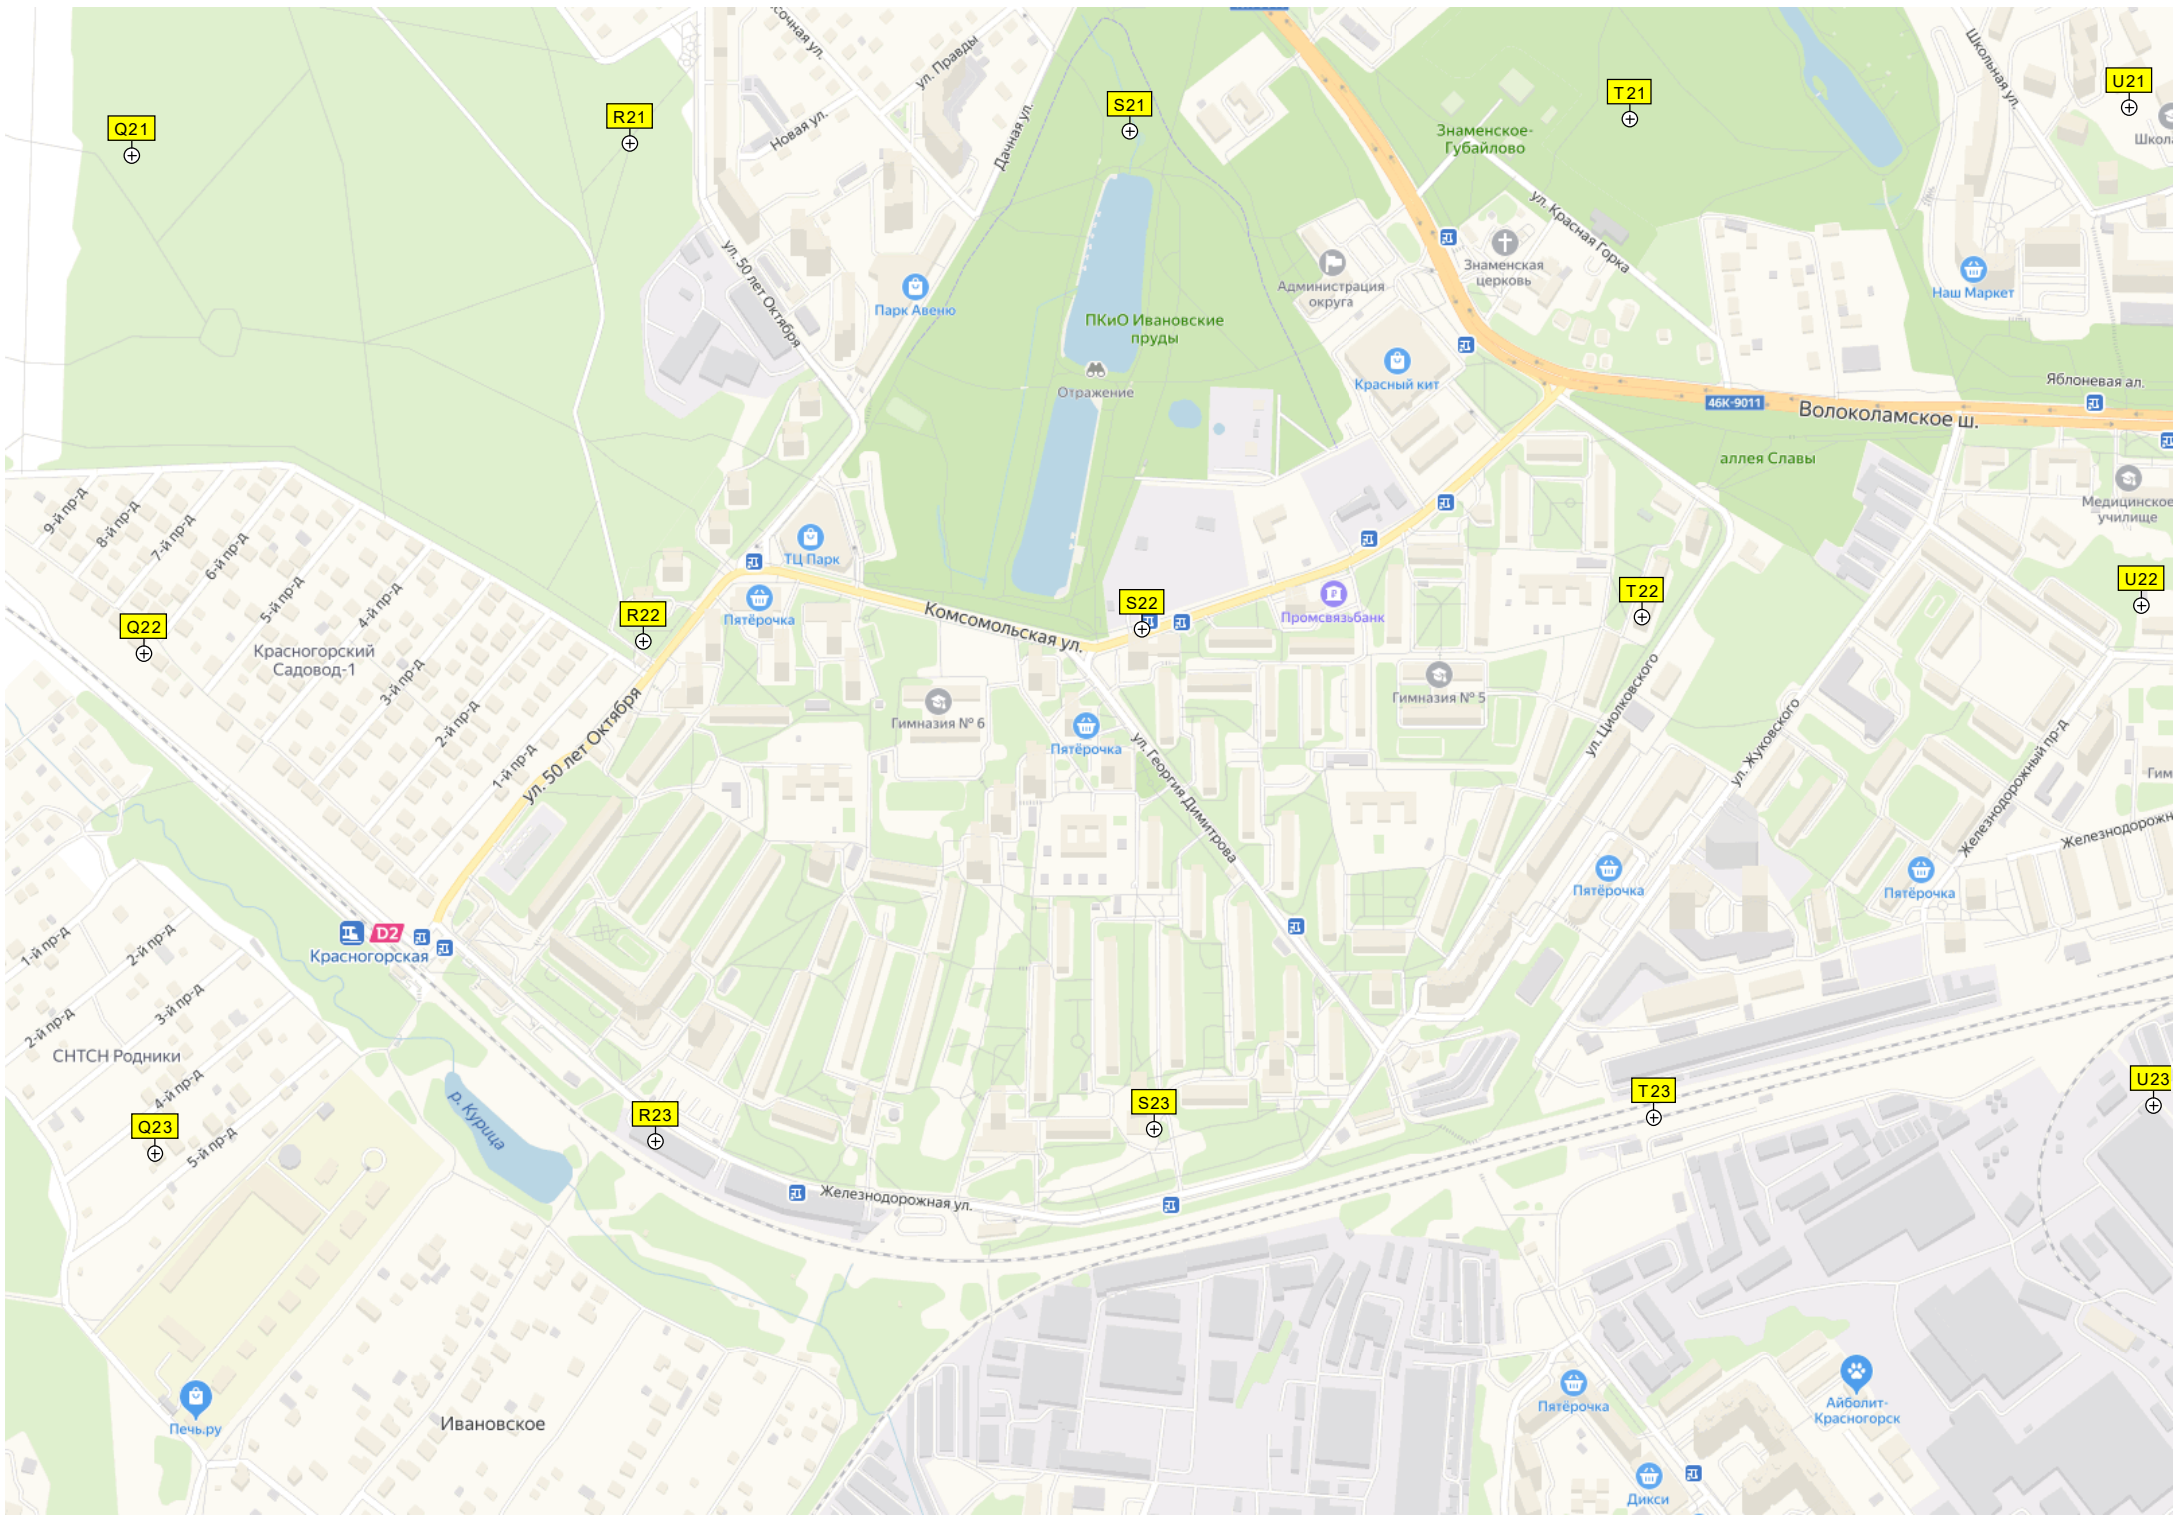 сочная ул.
ул. Правды
Школьная ул.
Q21
R21
S21
T21
U21
Новая ул.
Дачная ул.
Знаменское-
Губайлово
ул. Красная Горка
ул. 50 лет Октября
Парк Авеню
ПКиО Ивановские
пруды
Отражение
Администрация
округа
Знаменская
церковь
Наш Маркет
Красный кит
46К-9011
Волоколамское ш.
Яблоневая ал.
аллея Славы
Медицинское
училище
9-й пр-д
8-й пр-д
7-й пр-д
6-й пр-д
5-й пр-д
4-й пр-д
3-й пр-д
2-й пр-д
1-й пр-д
ТЦ Парк
Пятёрочка
Комсомольская ул.
Q22
R22
S22
T22
U22
Красногорский
Садовод-1
Промсвязьбанк
Гимназия № 6
Гимназия № 5
Пятёрочка
ул. 50 лет Октября
ул. Георгия Димитрова
ул. Циолковского
ул. Жуковского
Железнодорожный пр-д
Гим
Железнодорожн
Пятёрочка
Пятёрочка
D2
Красногорская
1-й пр-д
2-й пр-д
2-й пр-д
3-й пр-д
4-й пр-д
5-й пр-д
СНТСН Родники
р. Курица
Q23
R23
S23
T23
U23
Железнодорожная ул.
Ивановское
Печь.ру
Пятёрочка
Айболит-
Красногорск
Дикси